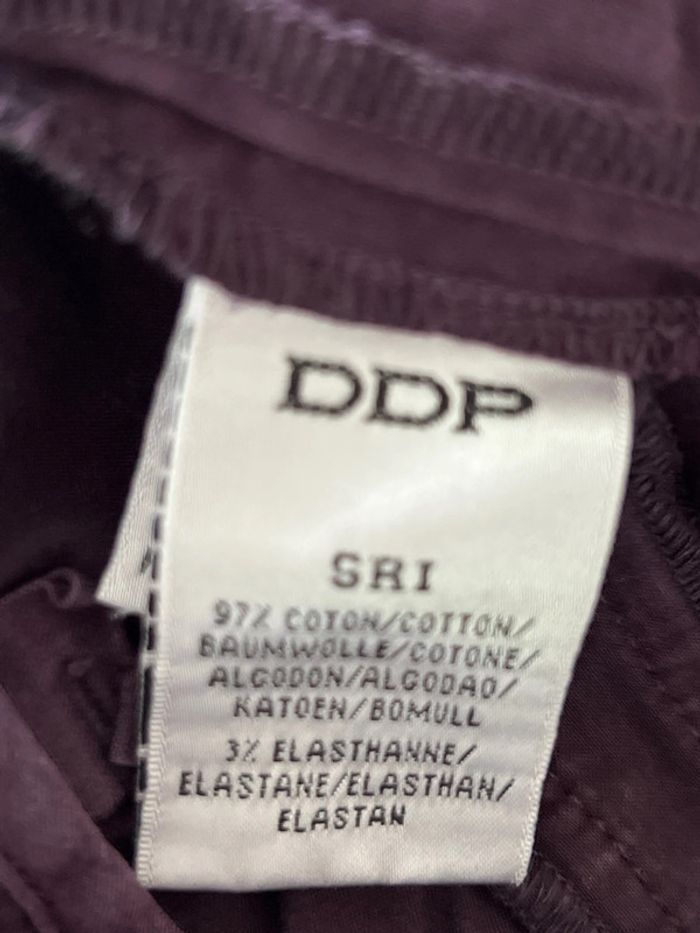 DDP
SRI
97% COTON/COTTON/
BAUMWOLLE/COTONE/
ALGODON/ALGODAO/
KATOEN/BOMULL
3% ELASTHANNE/
ELASTANE/ELASTHAN/
ELASTAN